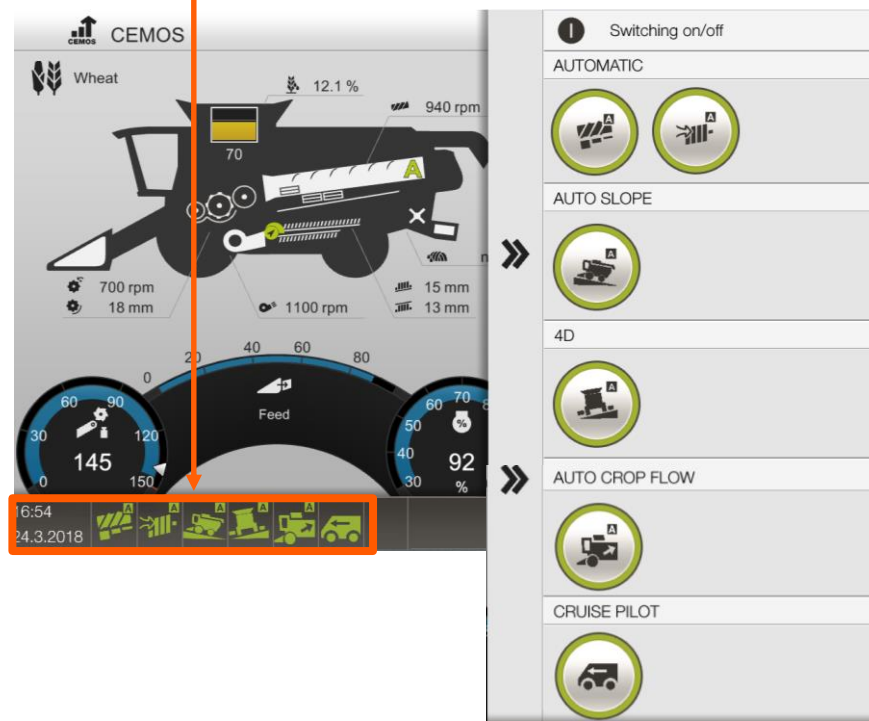 CEMOS CEMOS
Wheat
12.1 %
940 rpm
70
A
n
700 rpm
18 mm
1100 rpm
15 mm
13 mm
0 20 40 60 80
Feed
0 30 60 90 120 150
145
30 40 50 60 70 8
%
92
%
16:54
24.3.2018
A A A A A
Switching on/off
AUTOMATIC
A A
AUTO SLOPE
A
4D
A
AUTO CROP FLOW
A
CRUISE PILOT